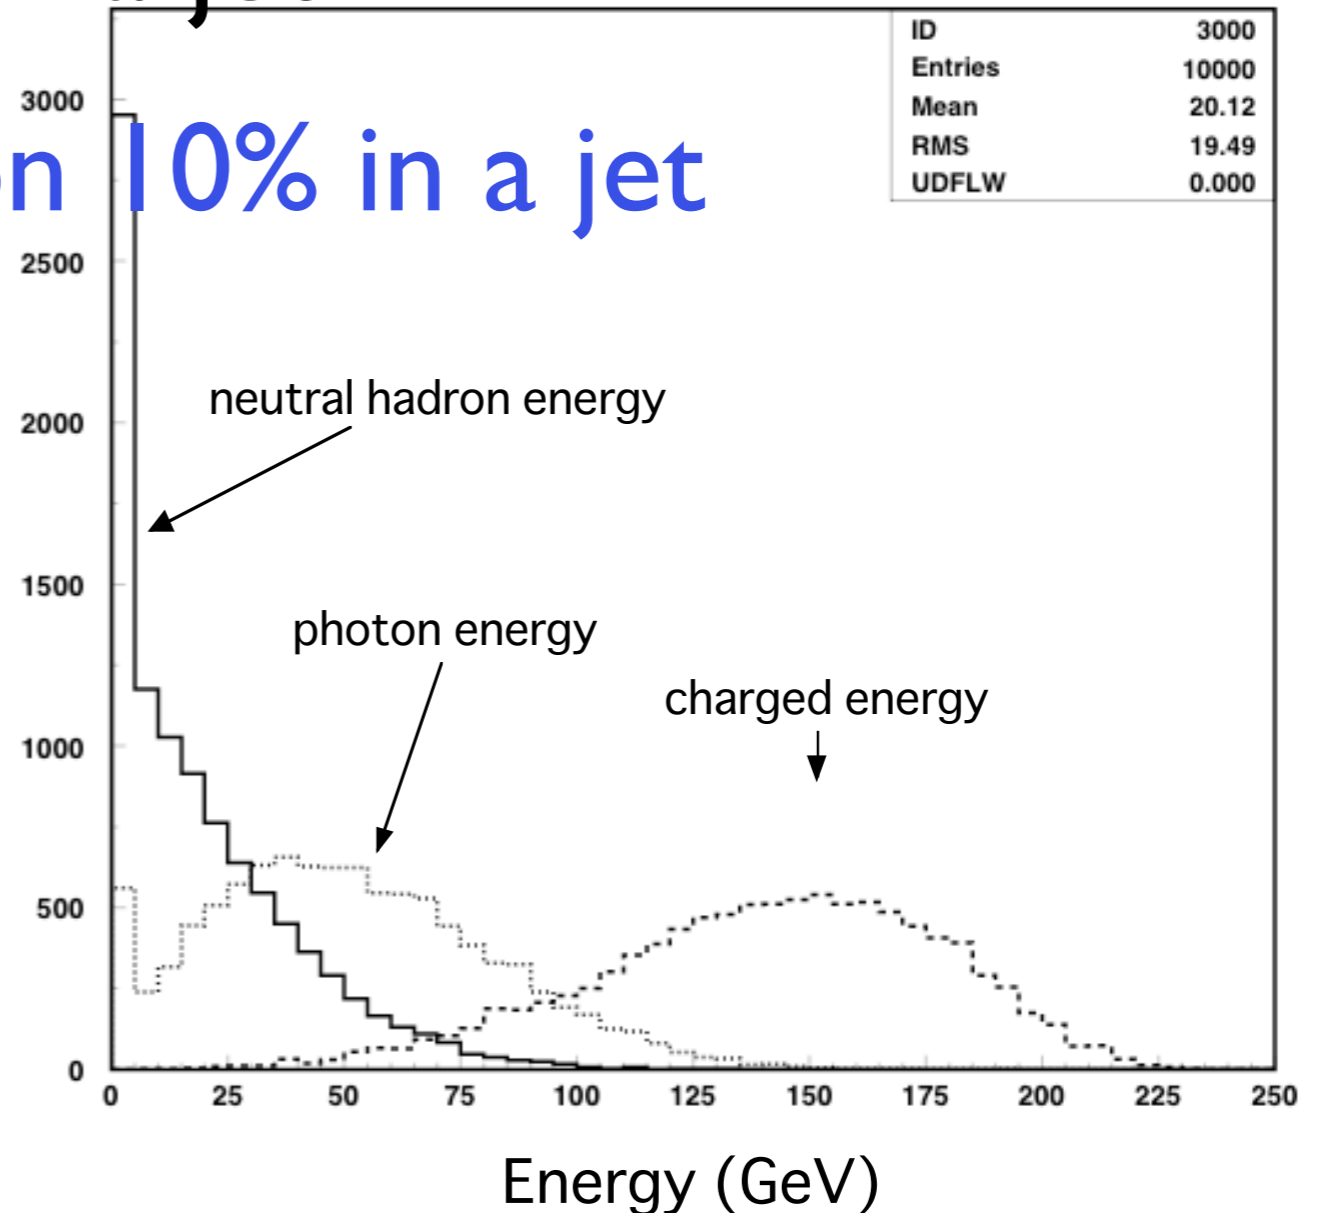 ID 3000
Entries 10000
Mean 20.12
RMS 19.49
UDFLW 0.000
10% in a jet
3000
2500
2000
1500
1000
500
0
neutral hadron energy
photon energy
charged energy
0 25 50 75 100 125 150 175 200 225 250
Energy (GeV)